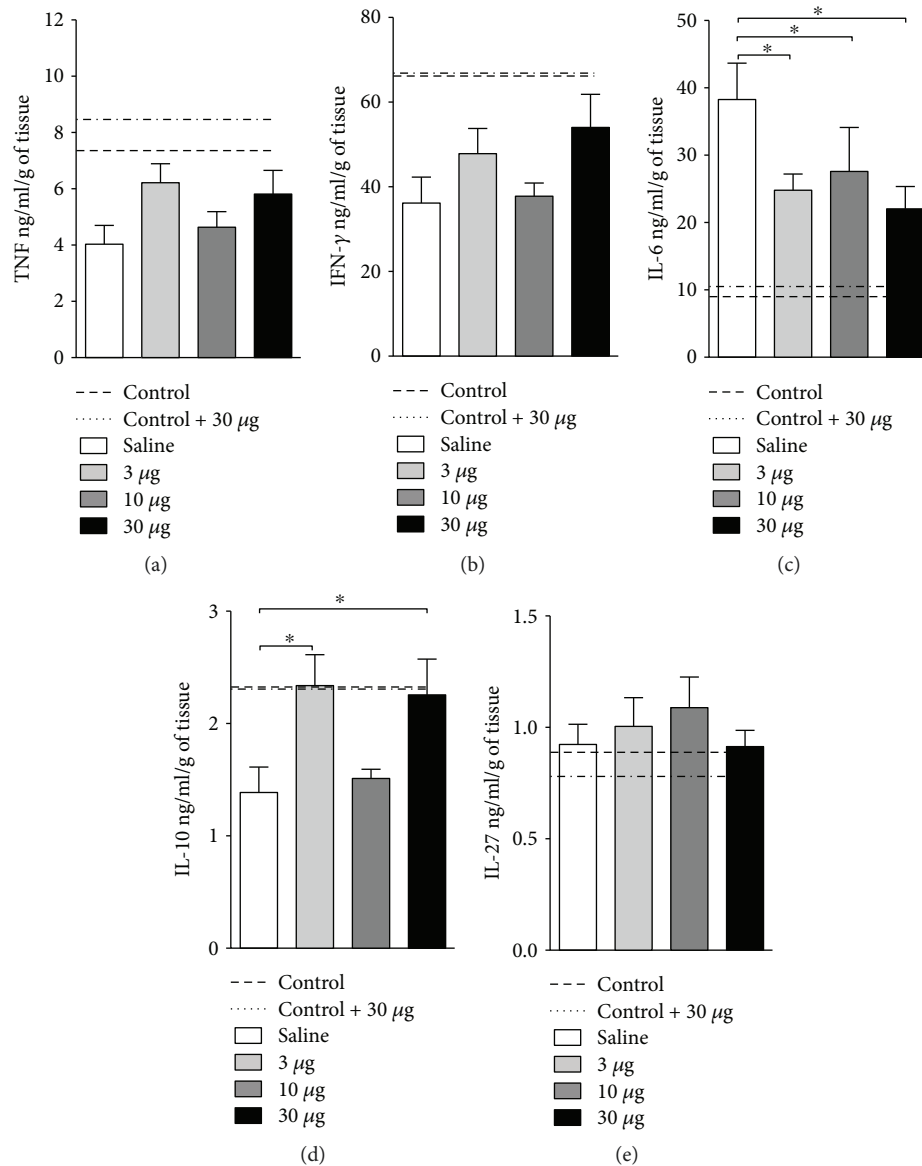 12
10
8
6
4
2
0
TNF ng/ml/g of tissue
Control
Control + 30 μg
Saline
3 μg
10 μg
30 μg
(a)
80
60
40
20
0
IFN-γ ng/ml/g of tissue
Control
Control + 30 μg
Saline
3 μg
10 μg
30 μg
(b)
50
40
30
20
10
0
IL-6 ng/ml/g of tissue
*
*
*
Control
Control + 30 μg
Saline
3 μg
10 μg
30 μg
(c)
3
2
1
0
IL-10 ng/ml/g of tissue
*
*
Control
Control + 30 μg
Saline
3 μg
10 μg
30 μg
(d)
1.5
1.0
0.5
0.0
IL-27 ng/ml/g of tissue
Control
Control + 30 μg
Saline
3 μg
10 μg
30 μg
(e)